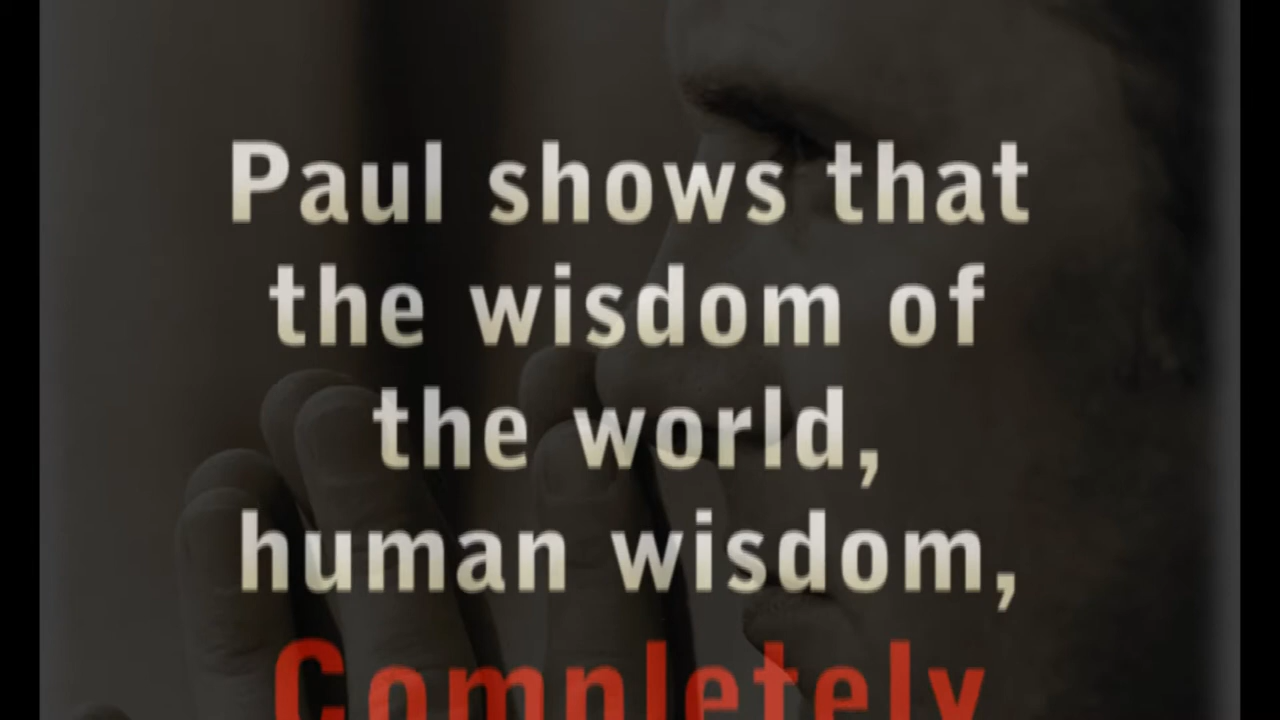 Paul shows that
the wisdom of
the world,
human wisdom,
Completely